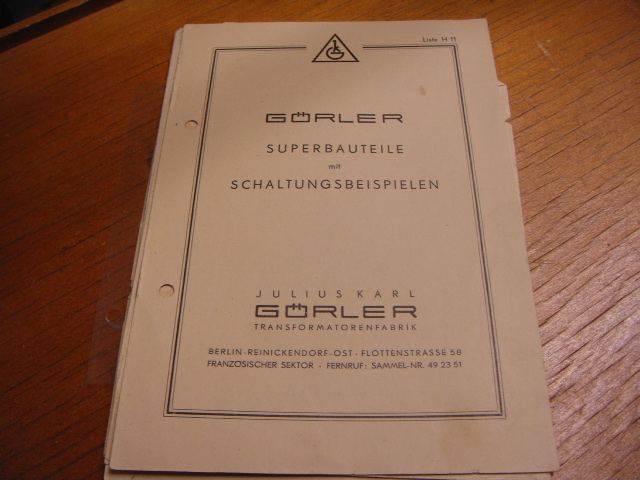 Liste H 11
GÖRLER
SUPERBAUTEILE
mit
SCHALTUNGSBEISPIELEN
JULIUS KARL
GÖRLER
TRANSFORMATORENFABRIK
BERLIN-REINICKENDORF-OST · FLOTTENSTRASSE 58
FRANZÖSISCHER SEKTOR · FERNRUF: SAMMEL-NR. 49 23 51